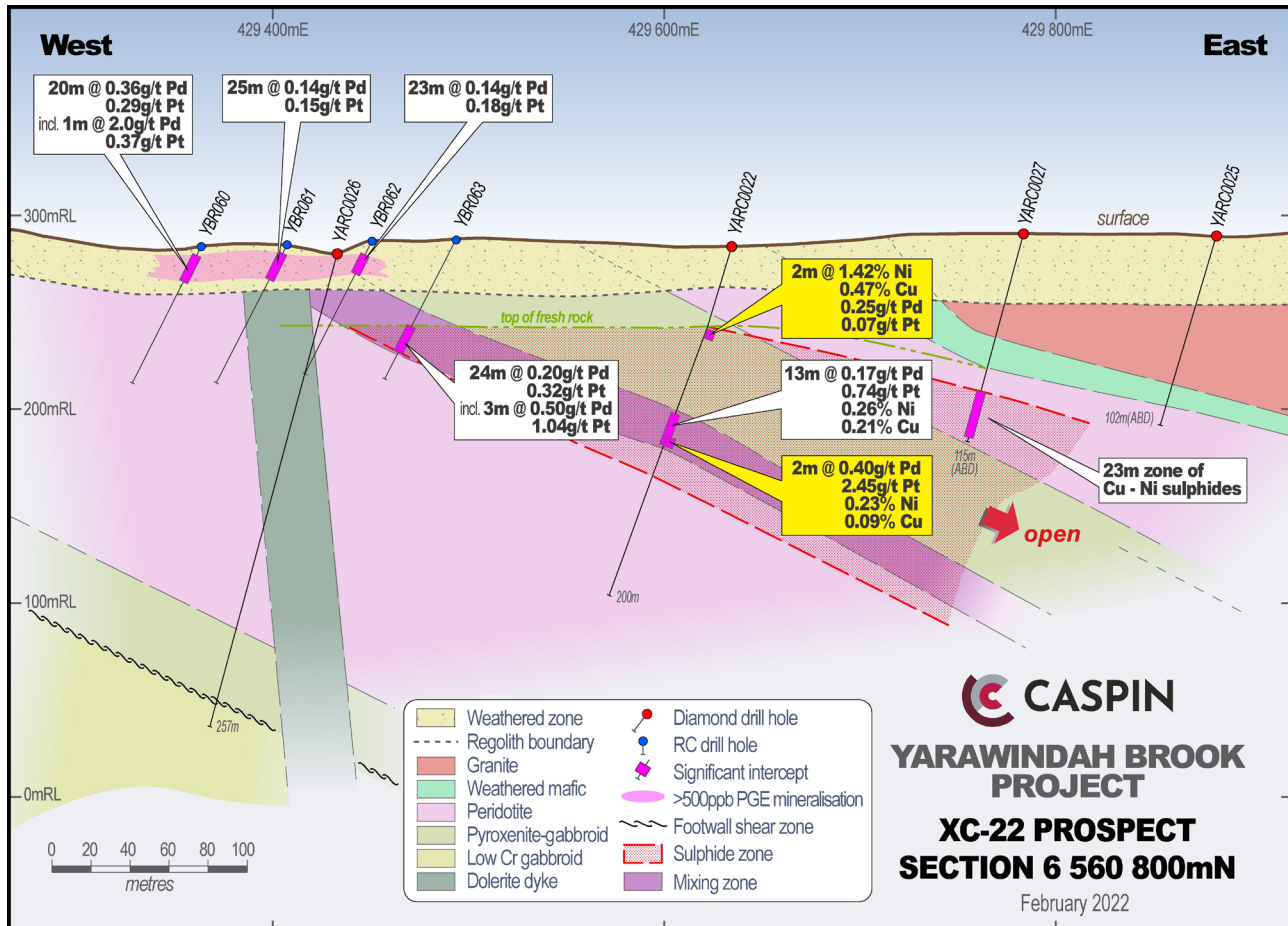 429 400mE
429 600mE
429 800mE
West
East
20m @ 0.36g/t Pd
0.29g/t Pt
incl. 1m @ 2.0g/t Pd
0.37g/t Pt
25m @ 0.14g/t Pd
0.15g/t Pt
23m @ 0.14g/t Pd
0.18g/t Pt
YBR060
YBR061
YARC0026
YBR062
YBR063
YARC0022
YARC0027
YARC0025
300mRL
surface
2m @ 1.42% Ni
0.47% Cu
0.25g/t Pd
0.07g/t Pt
top of fresh rock
24m @ 0.20g/t Pd
0.32g/t Pt
incl. 3m @ 0.50g/t Pd
1.04g/t Pt
13m @ 0.17g/t Pd
0.74g/t Pt
0.26% Ni
0.21% Cu
200mRL
102m(ABD)
115m
(ABD)
2m @ 0.40g/t Pd
2.45g/t Pt
0.23% Ni
0.09% Cu
23m zone of
Cu - Ni sulphides
open
100mRL
200m
257m
0mRL
0 20 40 60 80 100
metres
Weathered zone
Regolith boundary
Granite
Weathered mafic
Peridotite
Pyroxenite-gabbroid
Low Cr gabbroid
Dolerite dyke
Diamond drill hole
RC drill hole
Significant intercept
>500ppb PGE mineralisation
Footwall shear zone
Sulphide zone
Mixing zone
CASPIN
YARAWINDAH BROOK
PROJECT
XC-22 PROSPECT
SECTION 6 560 800mN
February 2022